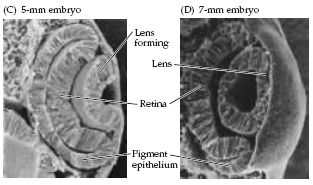 (C) 5-mm embryo
(D) 7-mm embryo
Lens
forming
Lens
Retina
Pigment
epithelium